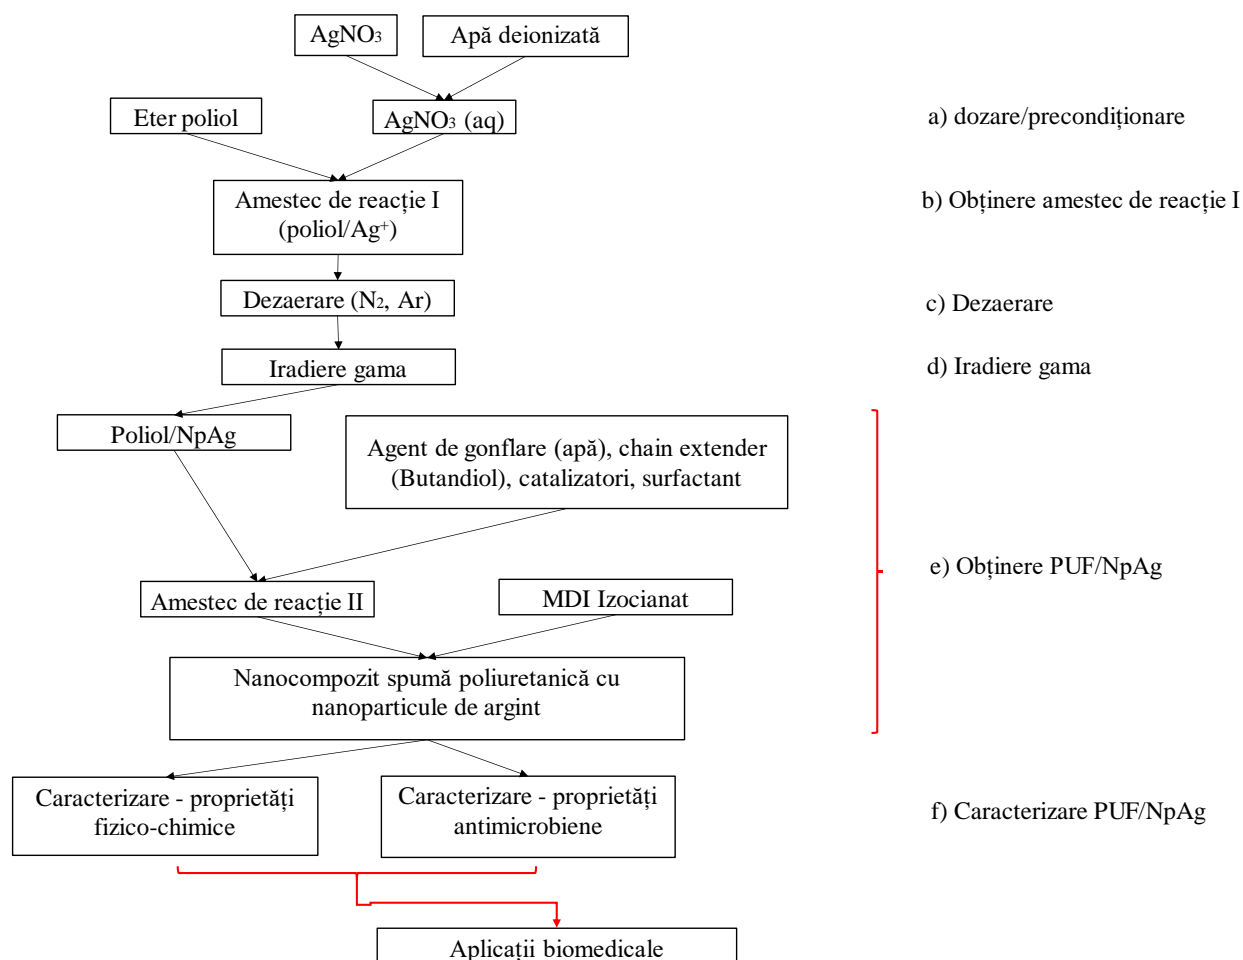 AgNO₃
Apă deionizată
Eter poliol
AgNO₃ (aq)
a) dozare/precondiționare
Amestec de reacție I
(poliol/Ag⁺)
b) Obținere amestec de reacție I
Dezaerare (N₂, Ar)
c) Dezaerare
Iradiere gama
d) Iradiere gama
Poliol/NpAg
Agent de gonflare (apă), chain extender
(Butandiol), catalizatori, surfactant
e) Obținere PUF/NpAg
Amestec de reacție II
MDI Izocianat
Nanocompozit spumă poliuretanică cu
nanoparticule de argint
Caracterizare - proprietăți
fizico-chimice
Caracterizare - proprietăți
antimicrobiene
f) Caracterizare PUF/NpAg
Aplicații biomedicale